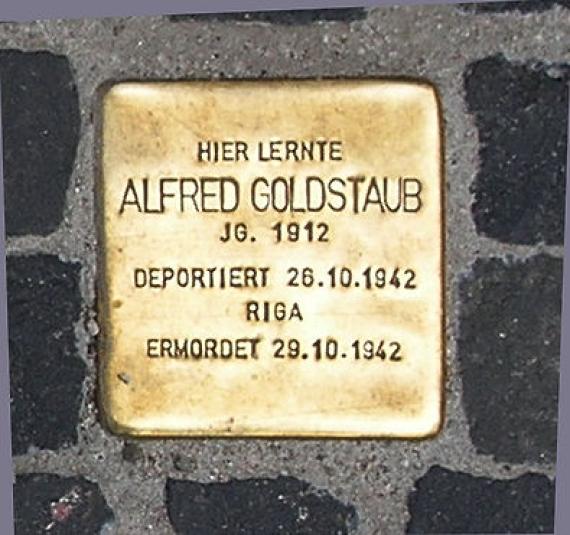 HIER LERNTE
ALFRED GOLDSTAUB
JG. 1912
DEPORTIERT 26.10.1942
RIGA
ERMORDET 29.10.1942